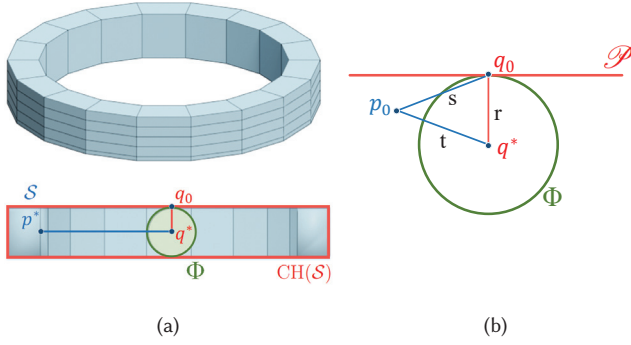 q₀
𝒫
s
p₀
r
t
q*
Φ
𝒮
q₀
p*
q*
Φ
CH(𝒮)
(a)
(b)